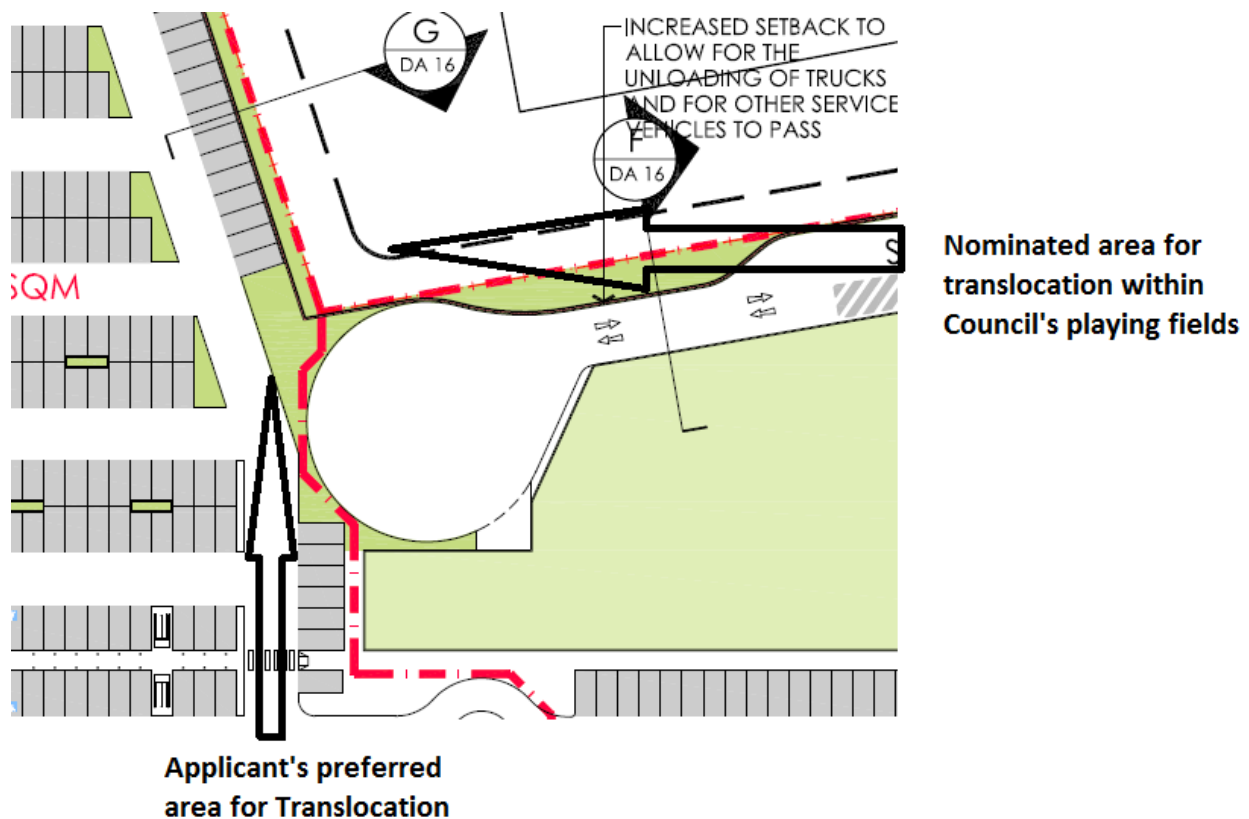 G
DA 16
INCREASED SETBACK TO
ALLOW FOR THE
UNLOADING OF TRUCKS
AND FOR OTHER SERVICE
VEHICLES TO PASS
F
DA 16
S
Nominated area for
translocation within
Council's playing fields
SQM
Applicant's preferred
area for Translocation